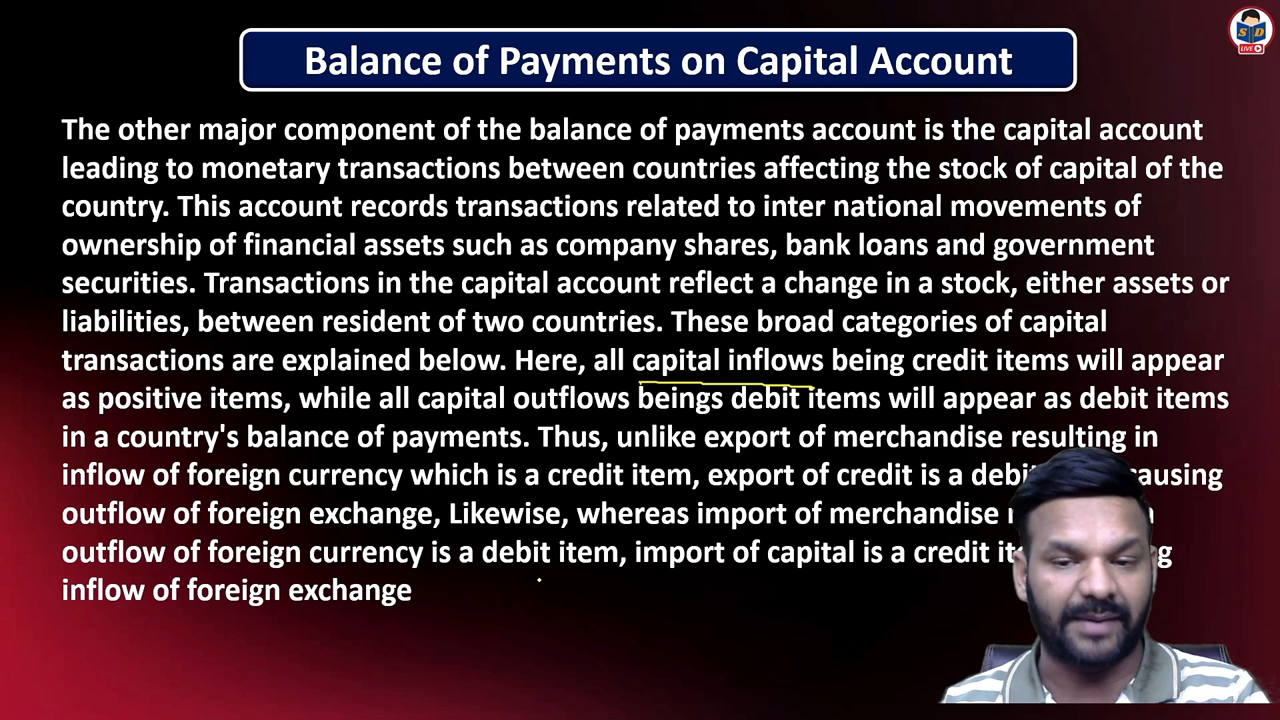 Balance of Payments on Capital Account
S D
LIVE
The other major component of the balance of payments account is the capital account
leading to monetary transactions between countries affecting the stock of capital of the
country. This account records transactions related to inter national movements of
ownership of financial assets such as company shares, bank loans and government
securities. Transactions in the capital account reflect a change in a stock, either assets or
liabilities, between resident of two countries. These broad categories of capital
transactions are explained below. Here, all capital inflows being credit items will appear
as positive items, while all capital outflows beings debit items will appear as debit items
in a country's balance of payments. Thus, unlike export of merchandise resulting in
inflow of foreign currency which is a credit item, export of credit is a debit causing
outflow of foreign exchange, Likewise, whereas import of merchandise
outflow of foreign currency is a debit item, import of capital is a credit
inflow of foreign exchange